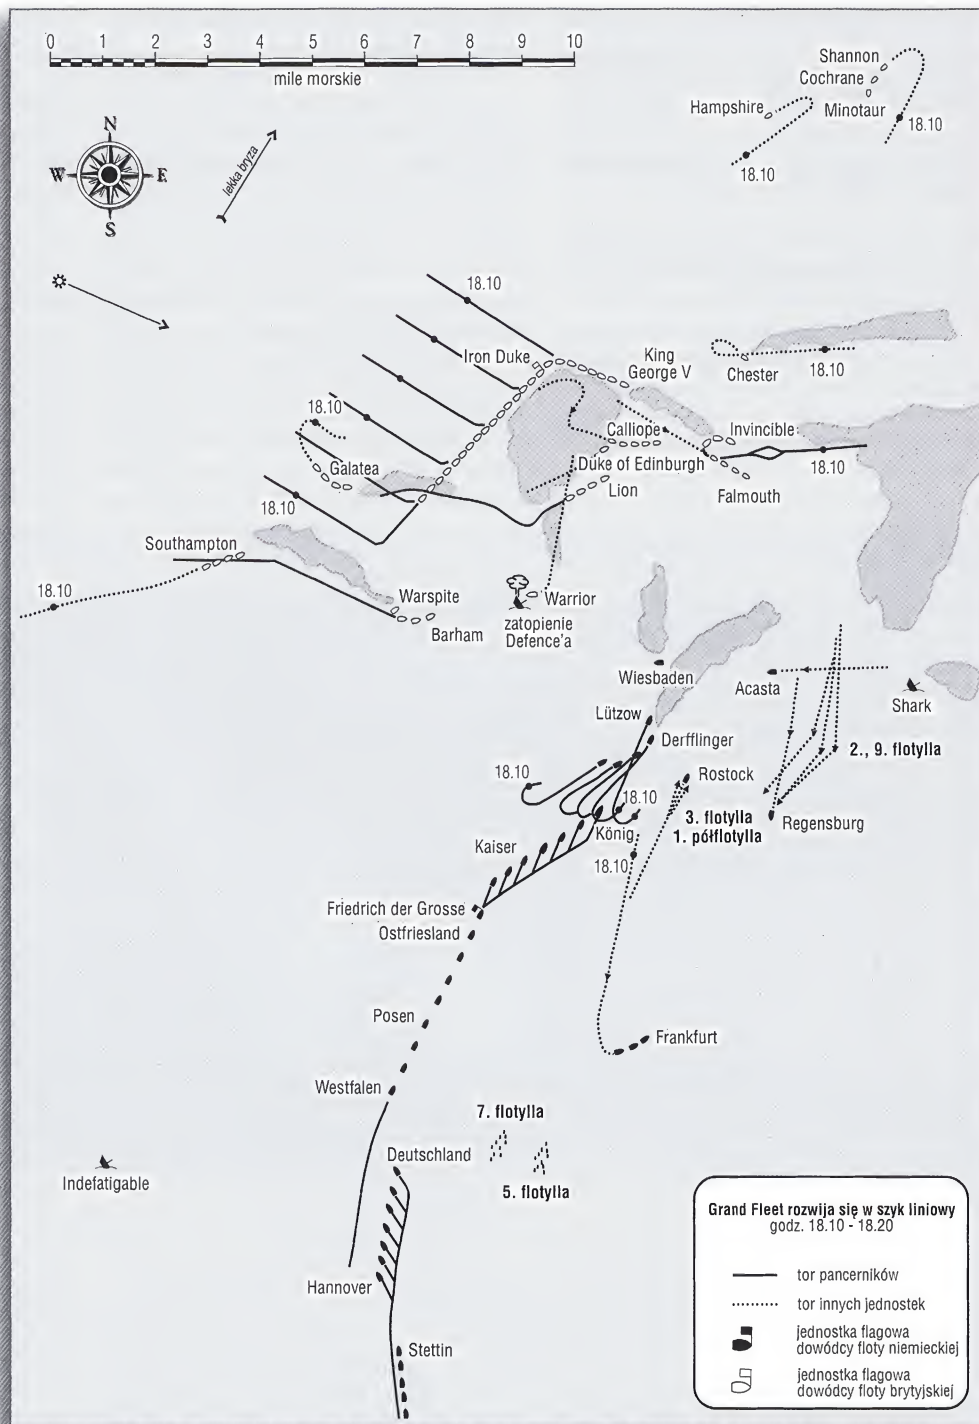 0 1 2 3 4 5 6 7 8 9 10
mile morskie
Shannon
Cochrane
Minotaur
Hampshire
18.10
18.10
N
W
E
S
lekka bryza
18.10
Iron Duke
King
George V
Chester
18.10
18.10
Galatea
Calliope
Invincible
Duke of Edinburgh
18.10
Lion
Falmouth
18.10
Southampton
18.10
Warspite
Barham
Warrior
zatopienie
Defence'a
Wiesbaden
Acasta
Shark
Lützow
Derfflinger
2., 9. flotylla
18.10
Rostock
18.10
3. flotylla
1. półflotylla
Regensburg
König
Kaiser
18.10
Friedrich der Grosse
Ostfriesland
Posen
Frankfurt
Westfalen
7. flotylla
Deutschland
5. flotylla
Indefatigable
Hannover
Stettin
Grand Fleet rozwija się w szyk liniowy
godz. 18.10 - 18.20
tor pancerników
tor innych jednostek
jednostka flagowa
dowódcy floty niemieckiej
jednostka flagowa
dowódcy floty brytyjskiej